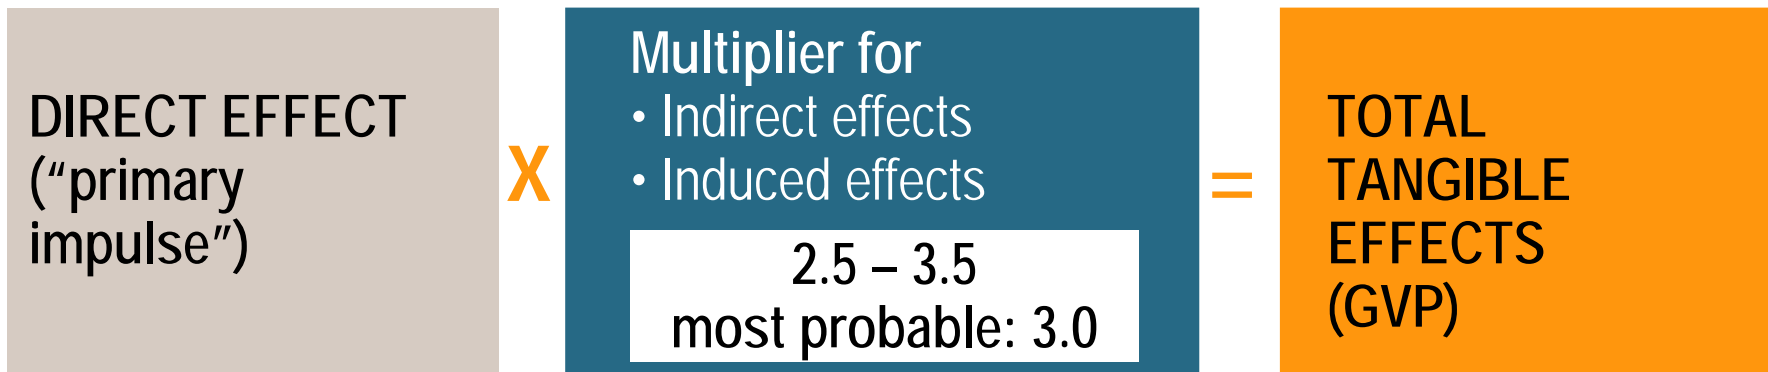 DIRECT EFFECT
(“primary
impulse”)
X
Multiplier for
• Indirect effects
• Induced effects
2.5 – 3.5
most probable: 3.0
=
TOTAL
TANGIBLE
EFFECTS
(GVP)